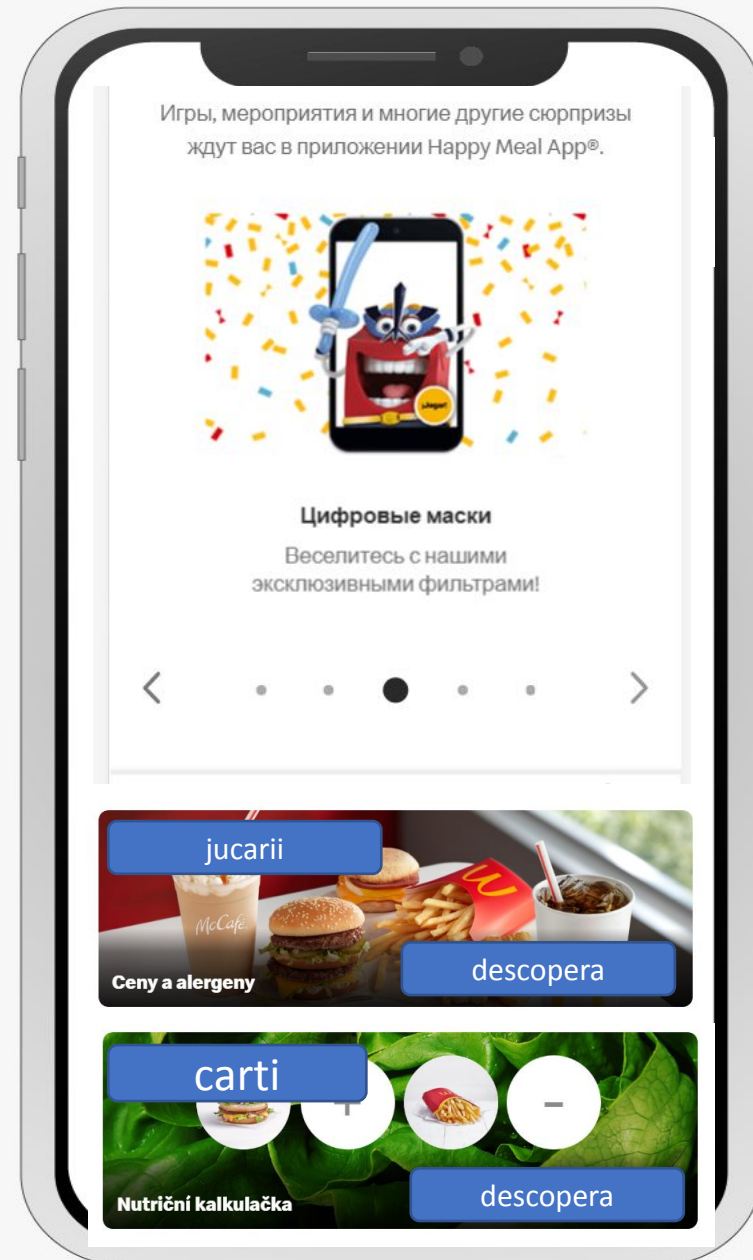 Игры, мероприятия и многие другие сюрпризы
ждут вас в приложении Happy Meal App®.
¡Jugar!
Цифровые маски
Веселитесь с нашими
эксклюзивными фильтрами!
jucarii
McCafé
Ceny a alergeny
descopera
carti
+
-
Nutriční kalkulačka
descopera